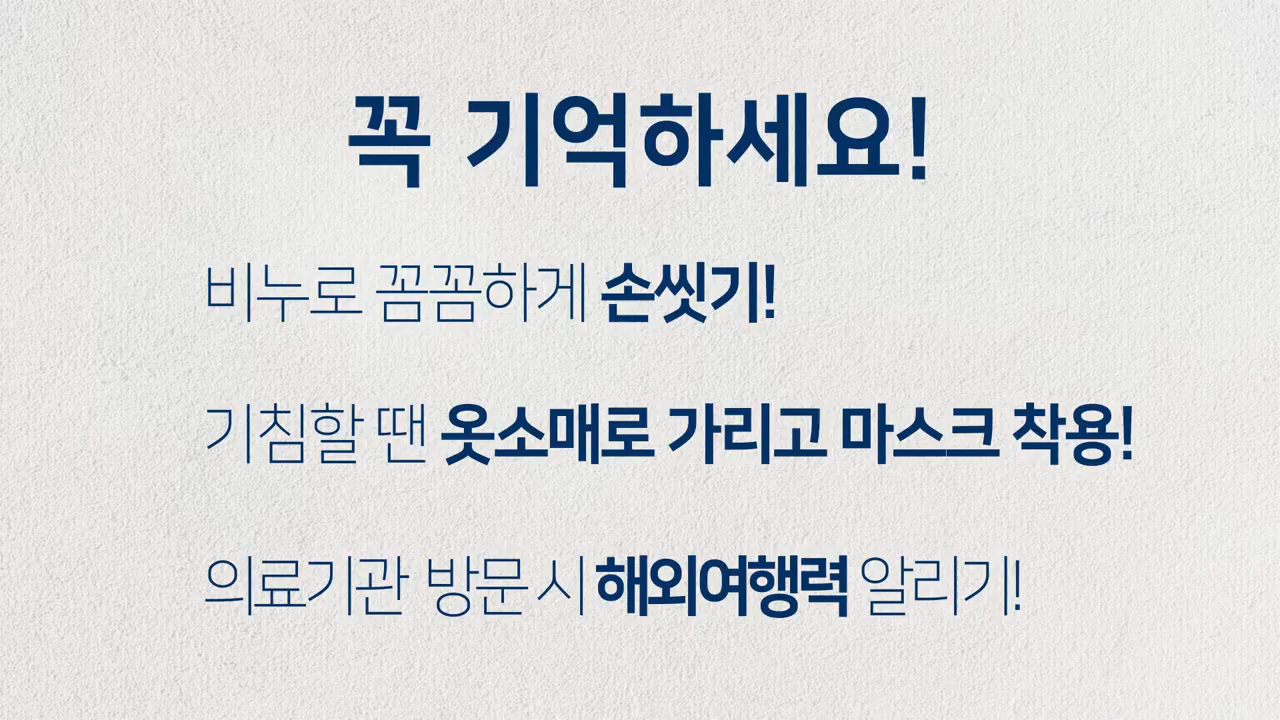 꼭 기억하세요!
비누로 꼼꼼하게 손씻기!
기침할 땐 옷소매로 가리고 마스크 착용!
의료기관 방문 시 해외여행력 알리기!